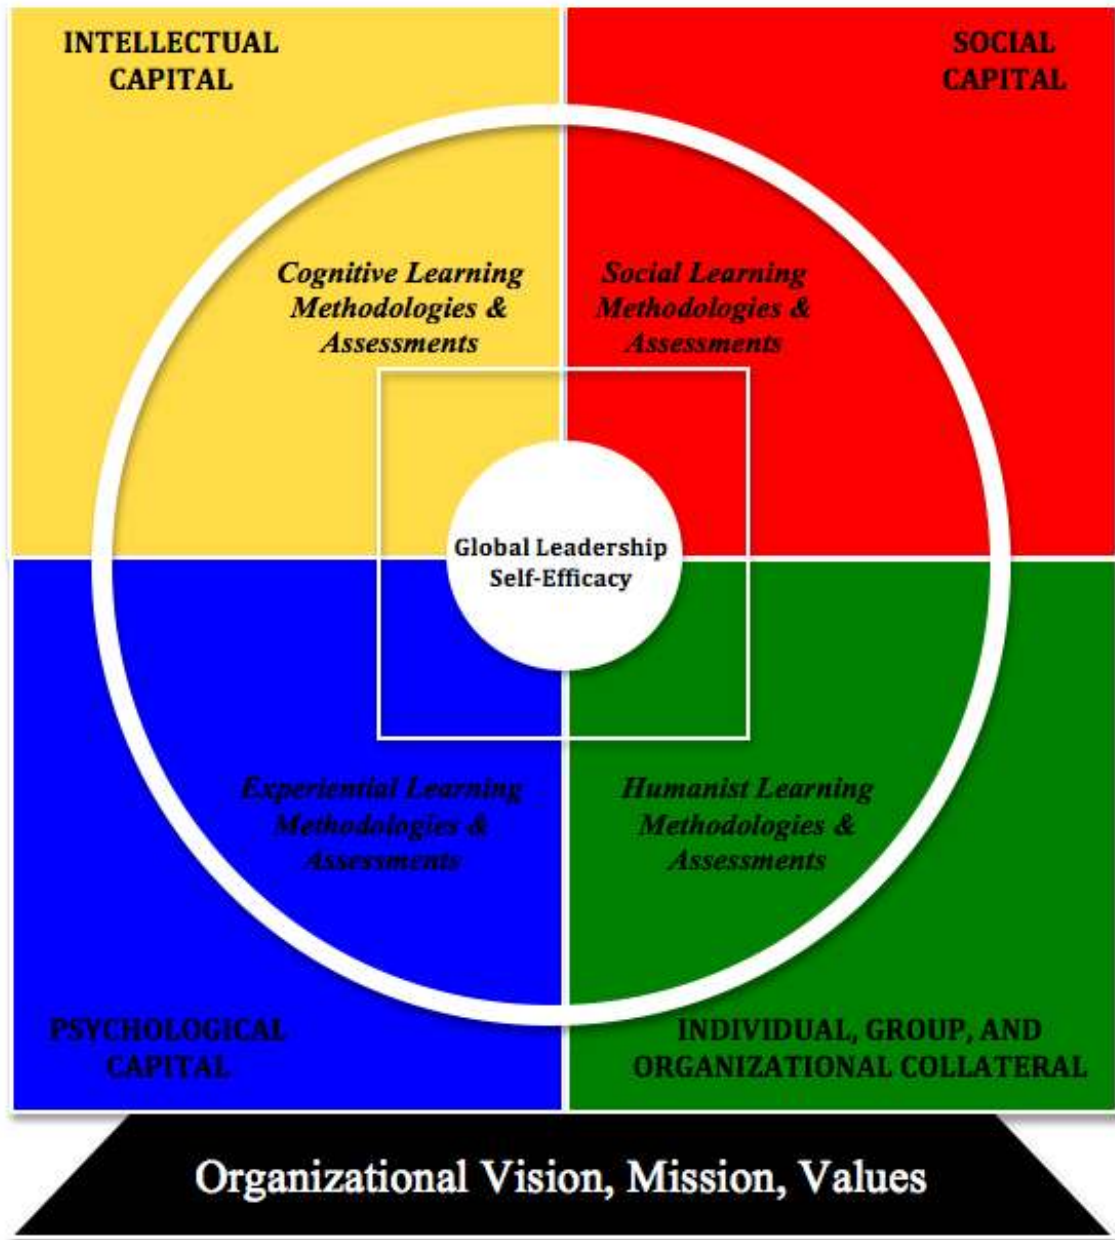 INTELLECTUAL
CAPITAL
SOCIAL
CAPITAL
Cognitive Learning
Methodologies &
Assessments
Social Learning
Methodologies &
Assessments
Global Leadership
Self-Efficacy
Experiential Learning
Methodologies &
Assessments
Humanist Learning
Methodologies &
Assessments
PSYCHOLOGICAL
CAPITAL
INDIVIDUAL, GROUP, AND
ORGANIZATIONAL COLLATERAL
Organizational Vision, Mission, Values